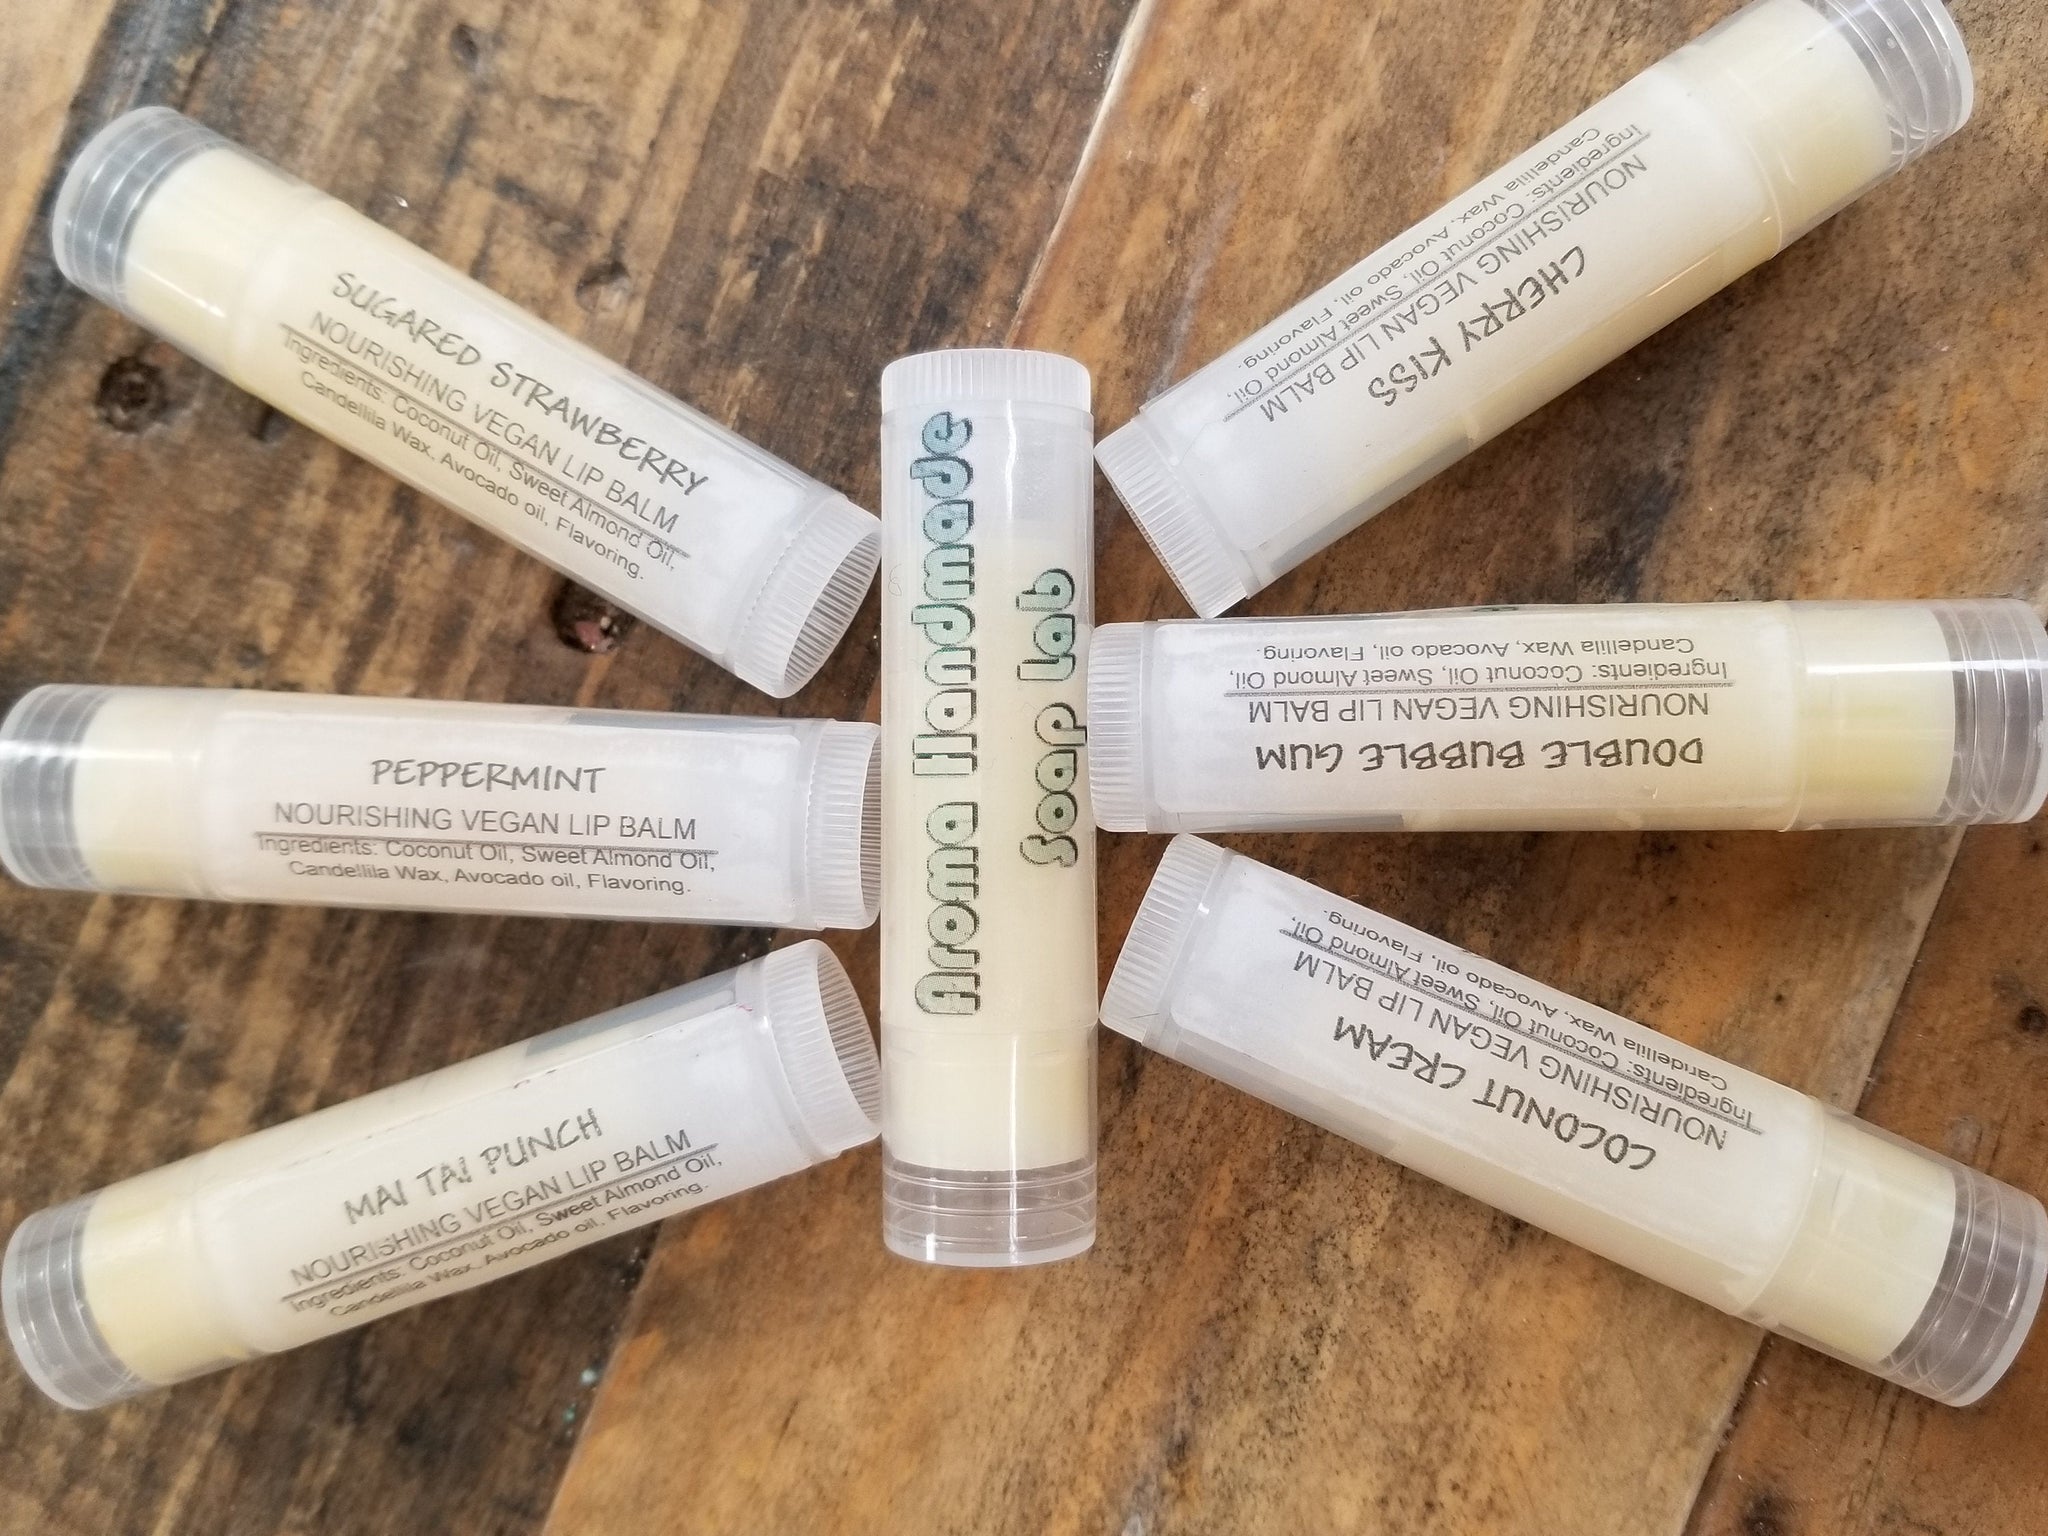 SUGARED STRAWBERRY
NOURISHING VEGAN LIP BALM
Ingredients: Coconut Oil, Sweet Almond Oil,
Candellila Wax, Avocado oil, Flavoring.
PEPPERMINT
NOURISHING VEGAN LIP BALM
Ingredients: Coconut Oil, Sweet Almond Oil,
Candellila Wax, Avocado oil, Flavoring.
MAI TAI PUNCH
NOURISHING VEGAN LIP BALM
Ingredients: Coconut Oil, Sweet Almond Oil,
Candellila Wax, Avocado oil, Flavoring.
Aroma Handmade
Soap Lab
CHERRY KISS
NOURISHING VEGAN LIP BALM
Ingredients: Coconut Oil, Sweet Almond Oil,
Candellila Wax, Avocado oil, Flavoring.
DOUBLE BUBBLE GUM
NOURISHING VEGAN LIP BALM
Ingredients: Coconut Oil, Sweet Almond Oil,
Candellila Wax, Avocado oil, Flavoring.
COCONUT CREAM
NOURISHING VEGAN LIP BALM
Ingredients: Coconut Oil, Sweet Almond Oil,
Candellila Wax, Avocado oil, Flavoring.